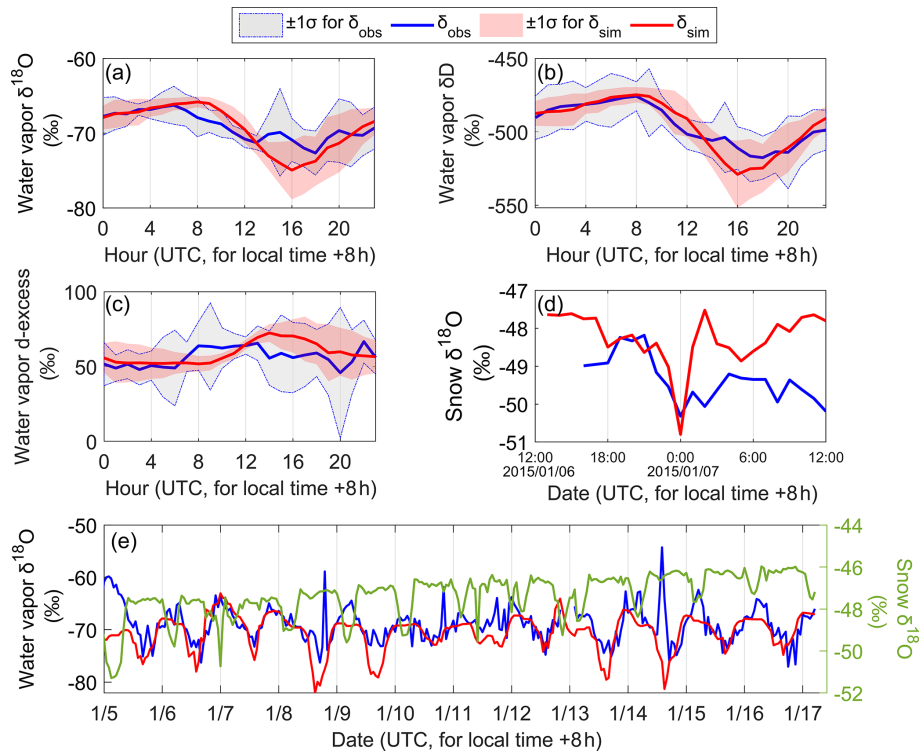 ±1σ for δobs δobs ±1σ for δsim δsim
(a)
Water vapor δ18O
(‰)
-60
-70
-80
0 4 8 12 16 20
Hour (UTC, for local time +8h)
(b)
Water vapor δD
(‰)
-450
-500
-550
0 4 8 12 16 20
Hour (UTC, for local time +8h)
(c)
Water vapor d-excess
(‰)
100
50
0
0 4 8 12 16 20
Hour (UTC, for local time +8h)
(d)
Snow δ18O
(‰)
-47
-48
-49
-50
-51
12:00 18:00 0:00 6:00 12:00
2015/01/06 2015/01/07
Date (UTC, for local time +8h)
(e)
Water vapor δ18O
(‰)
-50
-60
-70
-80
Snow δ18O
(‰)
-44
-46
-48
-50
-52
1/5 1/6 1/7 1/8 1/9 1/10 1/11 1/12 1/13 1/14 1/15 1/16 1/17
Date (UTC, for local time +8h)